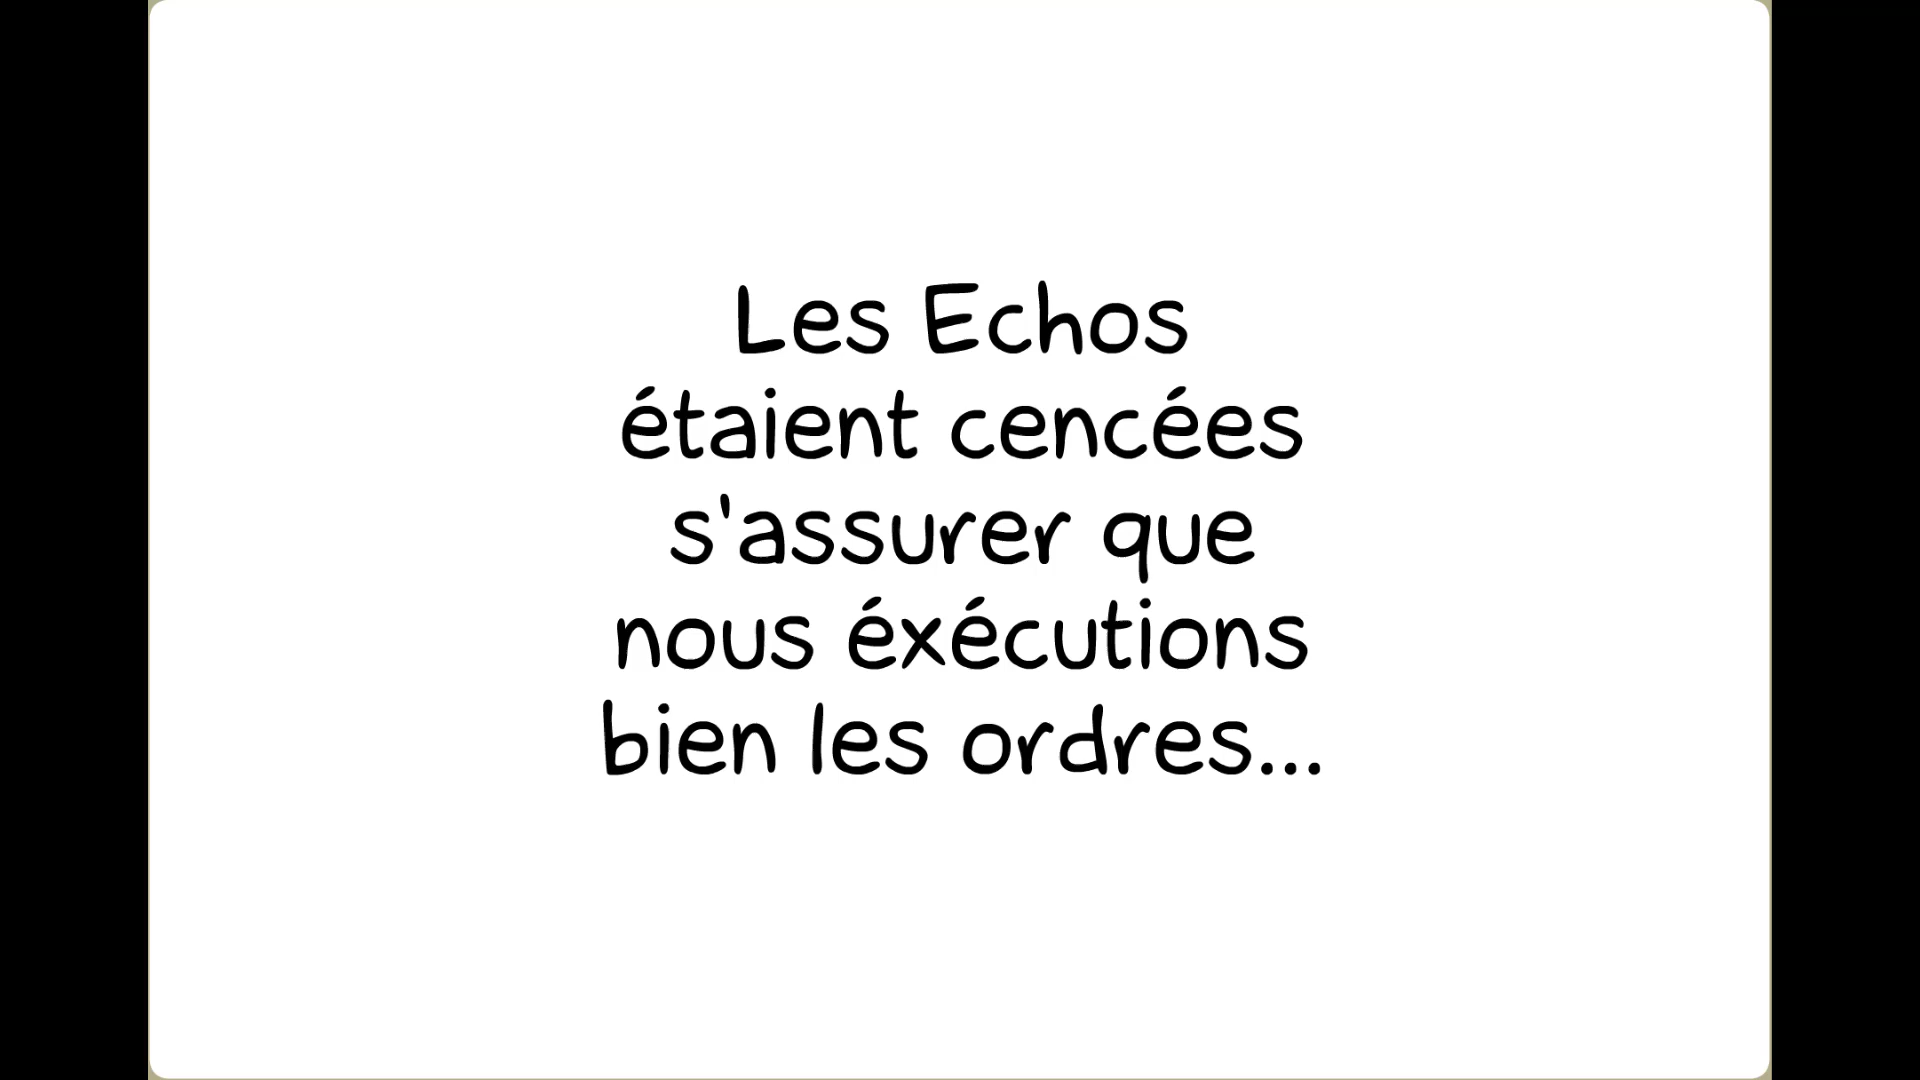 Les Echos
étaient cencées
s'assurer que
nous éxécutions
bien les ordres...